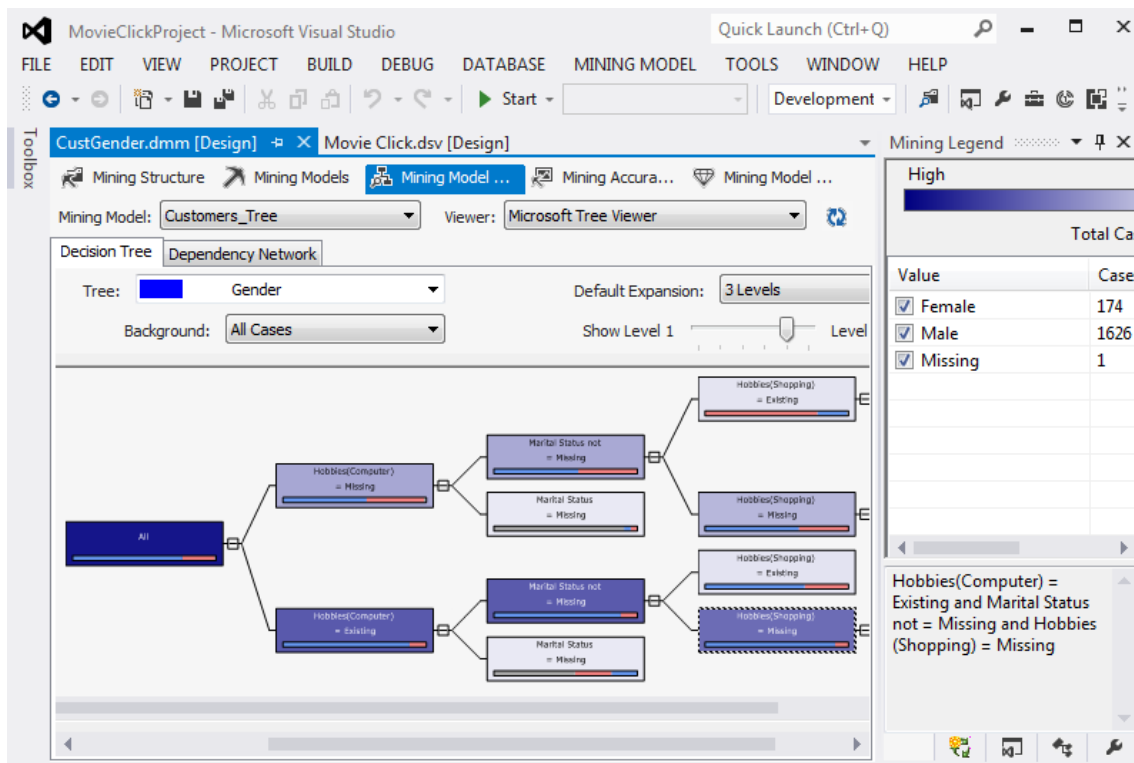 MovieClickProject - Microsoft Visual Studio
Quick Launch (Ctrl+Q)
FILE EDIT VIEW PROJECT BUILD DEBUG DATABASE MINING MODEL TOOLS WINDOW HELP
Start
Development
Toolbox
CustGender.dmm [Design]
Movie Click.dsv [Design]
Mining Structure
Mining Models
Mining Model ...
Mining Accura...
Mining Model ...
Mining Model: Customers_Tree
Viewer: Microsoft Tree Viewer
Decision Tree
Dependency Network
Tree: Gender
Default Expansion: 3 Levels
Background: All Cases
Show Level 1
Level
All
Hobbies(Computer)
= Missing
Hobbies(Computer)
= Existing
Marital Status not
= Missing
Marital Status
= Missing
Marital Status not
= Missing
Marital Status
= Missing
Hobbies(Shopping)
= Existing
Hobbies(Shopping)
= Missing
Hobbies(Shopping)
= Existing
Hobbies(Shopping)
= Missing
Mining Legend
High
Total Ca
Value Case
Female 174
Male 1626
Missing 1
Hobbies(Computer) =
Existing and Marital Status
not = Missing and Hobbies
(Shopping) = Missing